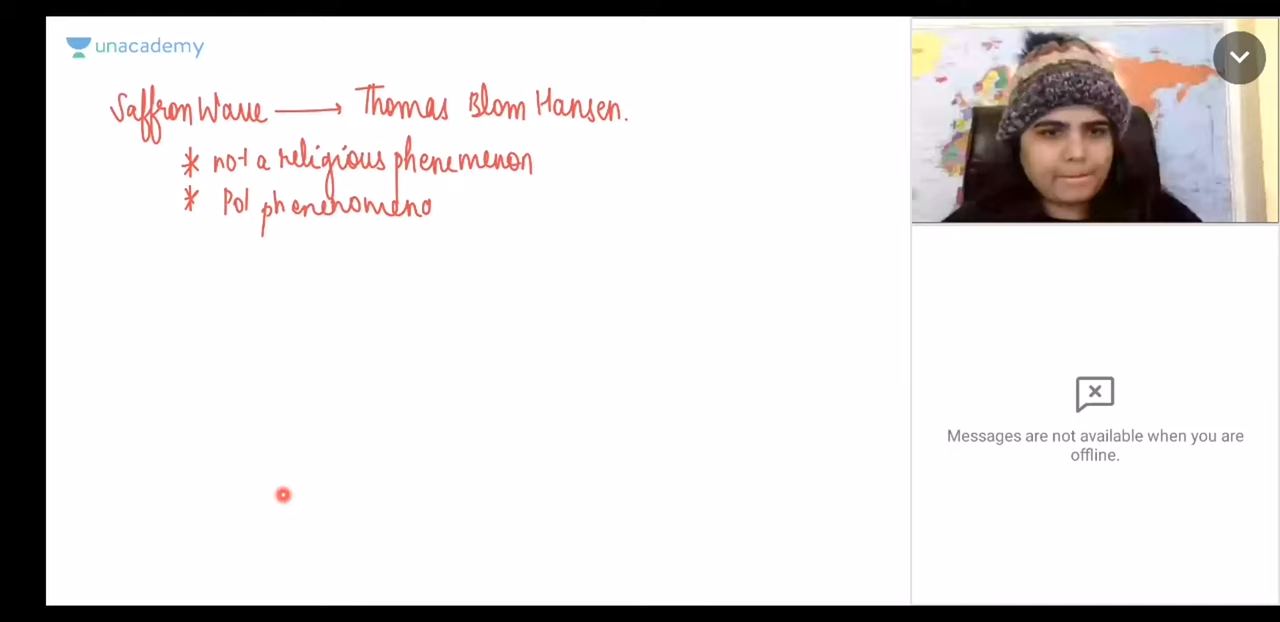 unacademy
Saffron Wave → Thomas Blom Hansen.
* not a religious phenemenon
* Pol phenenomeno
Messages are not available when you are
offline.